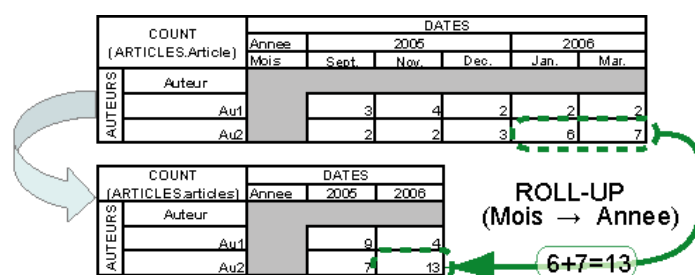 COUNT
(ARTICLES.Article)
DATES
Annee 2005 2006
Mois Sept. Nov. Dec. Jan. Mar.
AUTEURS
Auteur
Au1 3 4 2 2 2
Au2 2 2 3 6 7
COUNT
(ARTICLES.articles)
DATES
Annee 2005 2006
AUTEURS
Auteur
Au1 9 4
Au2 7 13
ROLL-UP
(Mois → Annee)
6+7=13